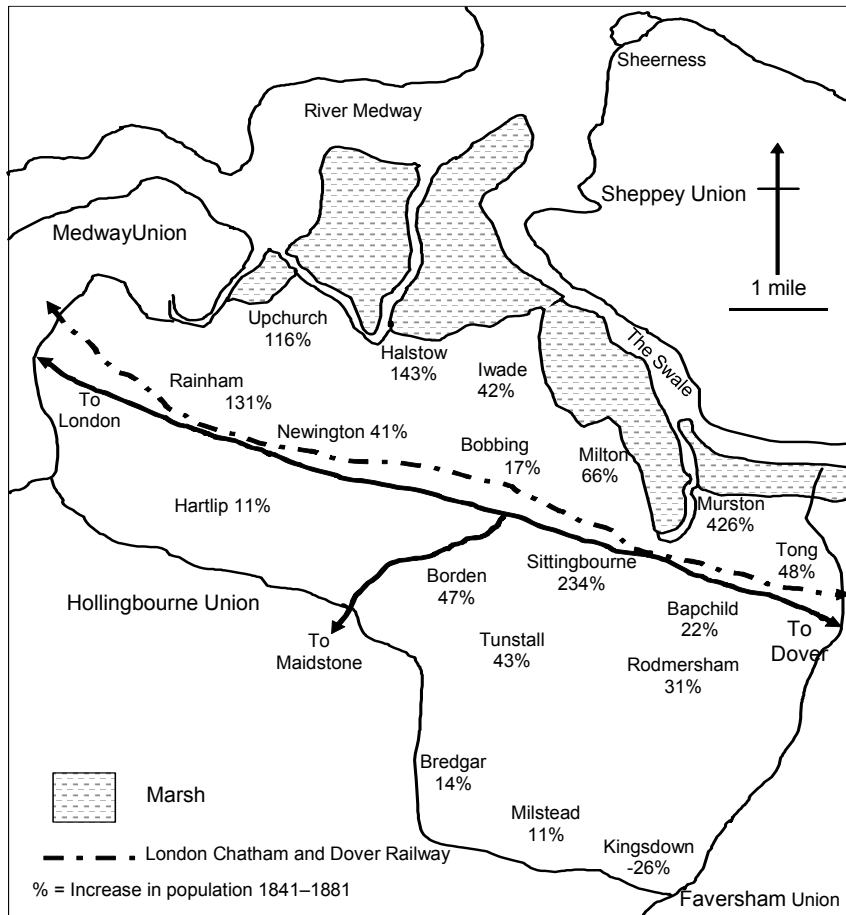 Sheerness
River Medway
Sheppey Union
MedwayUnion
1 mile
Upchurch
116%
Halstow
143%
Iwade
42%
The Swale
Rainham
131%
To
London
Newington 41%
Bobbing
17%
Milton
66%
Hartlip 11%
Murston
426%
Tong
48%
Sittingbourne
234%
Borden
47%
Hollingbourne Union
Bapchild
22%
To
Dover
To
Maidstone
Tunstall
43%
Rodmersham
31%
Bredgar
14%
Marsh
Milstead
11%
Kingsdown
-26%
London Chatham and Dover Railway
% = Increase in population 1841–1881
Faversham Union